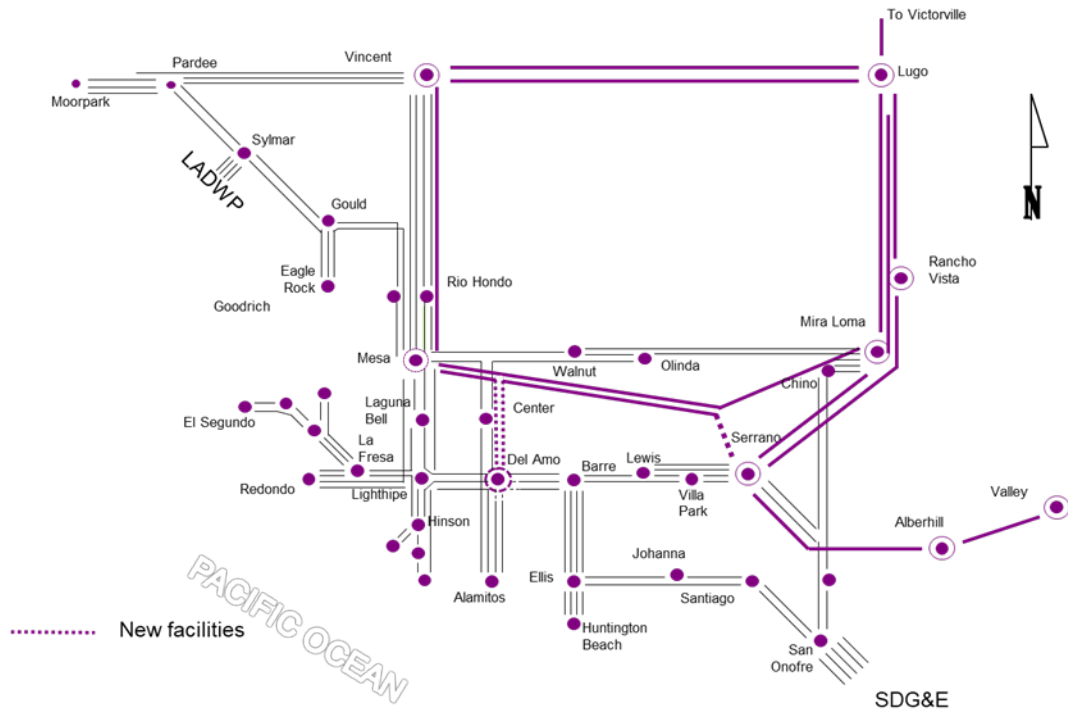 To Victorville
Vincent
Pardee
Lugo
Moorpark
Sylmar
LADWP
N
Gould
Eagle
Rock
Rancho
Vista
Rio Hondo
Goodrich
Mira Loma
Mesa
Walnut
Olinda
Chino
Laguna
Bell
Center
El Segundo
Serrano
La
Fresa
Del Amo
Lewis
Barre
Redondo
Lighthipe
Villa
Park
Valley
Hinson
Alberhill
Johanna
PACIFIC OCEAN
Ellis
Alamitos
Santiago
New facilities
Huntington
Beach
San
Onofre
SDG&E